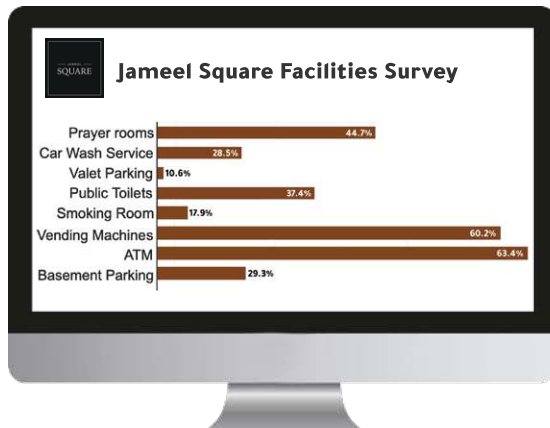 JAMEEL
SQUARE
Jameel Square Facilities Survey
Prayer rooms 44.7%
Car Wash Service 28.5%
Valet Parking 10.6%
Public Toilets 37.4%
Smoking Room 17.9%
Vending Machines 60.2%
ATM 63.4%
Basement Parking 29.3%